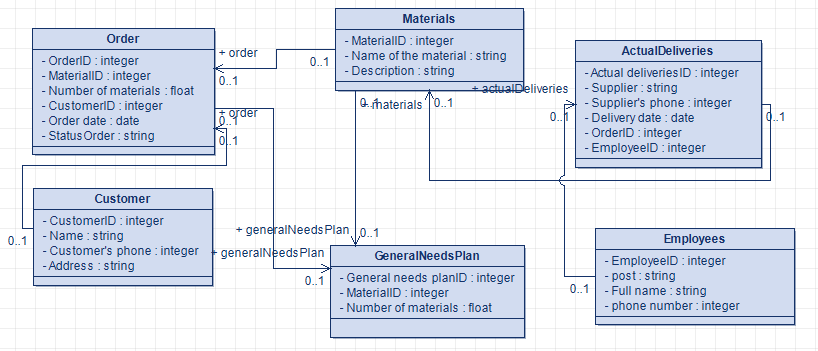 Order
- OrderID : integer
- MaterialID : integer
- Number of materials : float
- CustomerID : integer
- Order date : date
- StatusOrder : string
+ order
0..1
0..1
Materials
- MaterialID : integer
- Name of the material : string
- Description : string
+ actualDeliveries
0..1
+ materials
0..1
ActualDeliveries
- Actual deliveriesID : integer
- Supplier : string
- Supplier's phone : integer
- Delivery date : date
- OrderID : integer
- EmployeeID : integer
0..1
0..1
+ order
0..1
0..1
Customer
- CustomerID : integer
- Name : string
- Customer's phone : integer
- Address : string
0..1
+ generalNeedsPlan
0..1
+ generalNeedsPlan
0..1
GeneralNeedsPlan
- General needs planID : integer
- MaterialID : integer
- Number of materials : float
Employees
- EmployeeID : integer
- post : string
- Full name : string
- phone number : integer
0..1